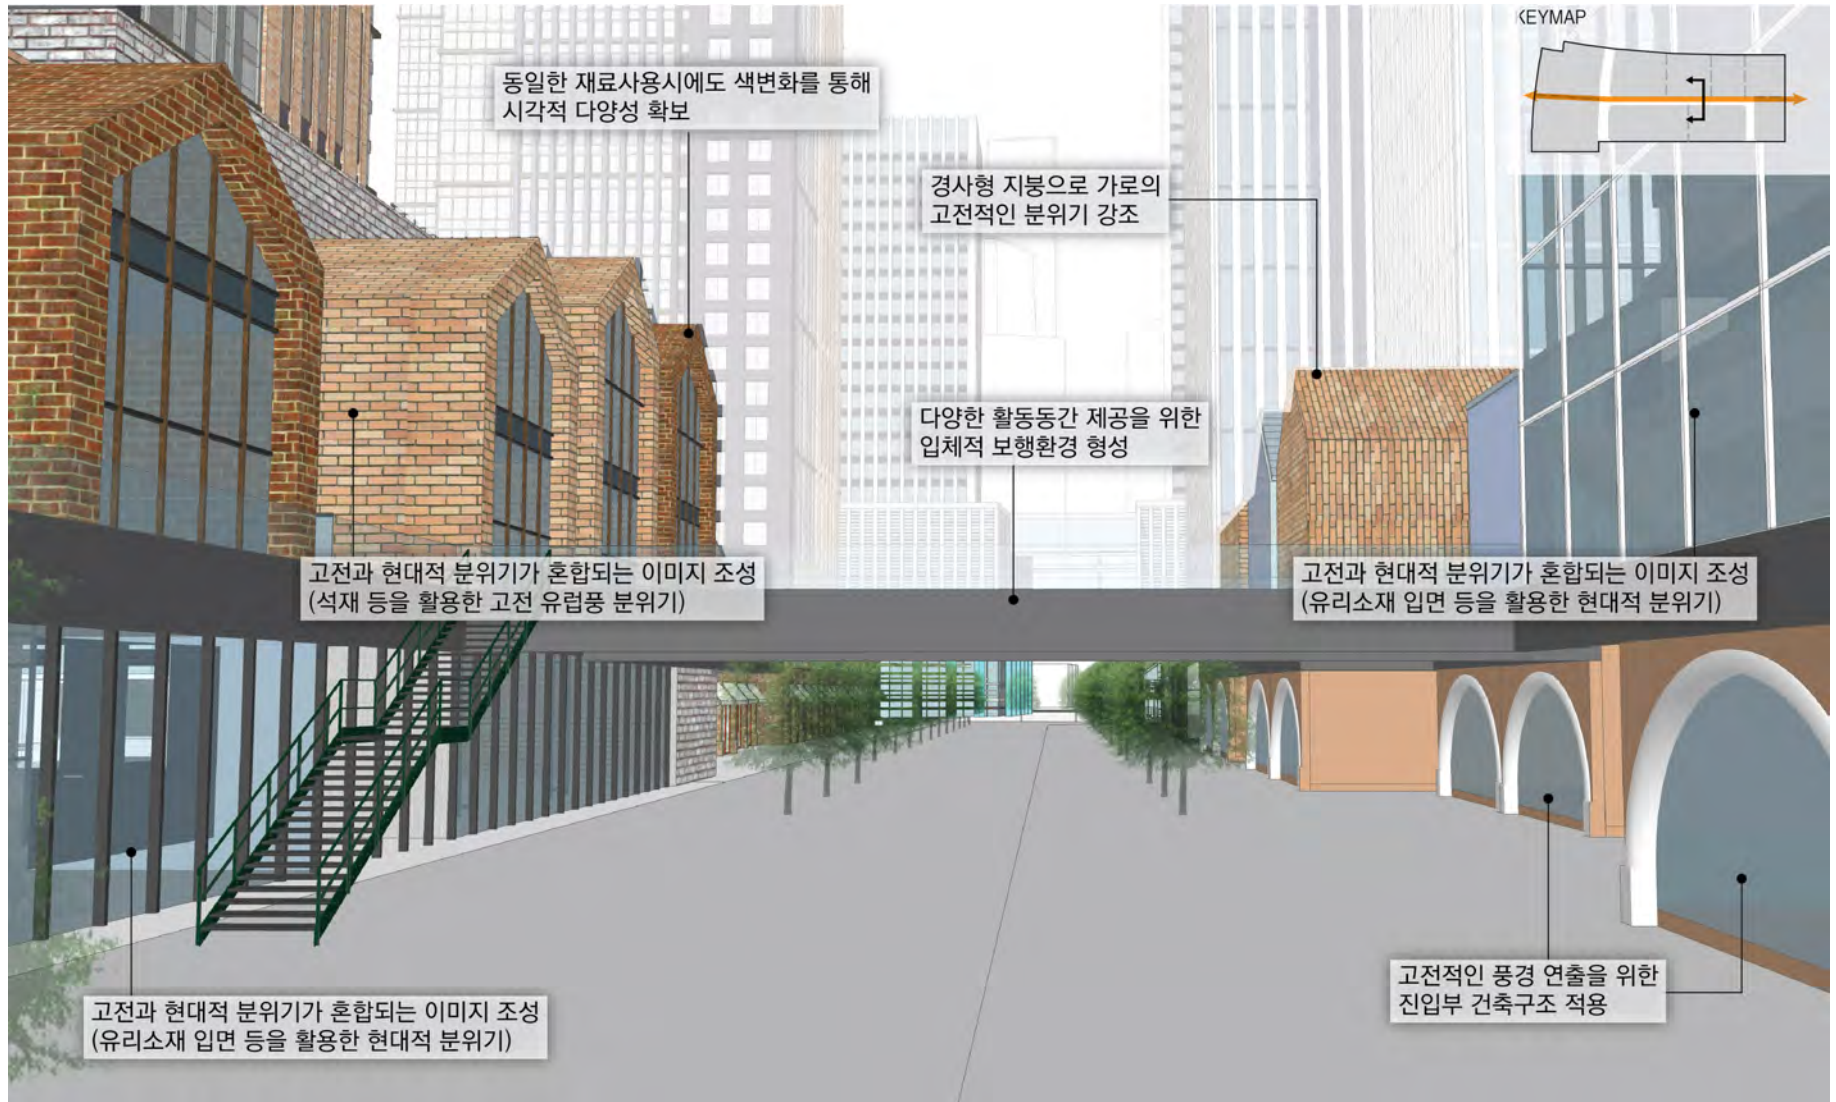 KEYMAP
동일한 재료사용시에도 색변화를 통해
시각적 다양성 확보
경사형 지붕으로 가로의
고전적인 분위기 강조
다양한 활동동간 제공을 위한
입체적 보행환경 형성
고전과 현대적 분위기가 혼합되는 이미지 조성
(석재 등을 활용한 고전 유럽풍 분위기)
고전과 현대적 분위기가 혼합되는 이미지 조성
(유리소재 입면 등을 활용한 현대적 분위기)
고전적인 풍경 연출을 위한
진입부 건축구조 적용
고전과 현대적 분위기가 혼합되는 이미지 조성
(유리소재 입면 등을 활용한 현대적 분위기)